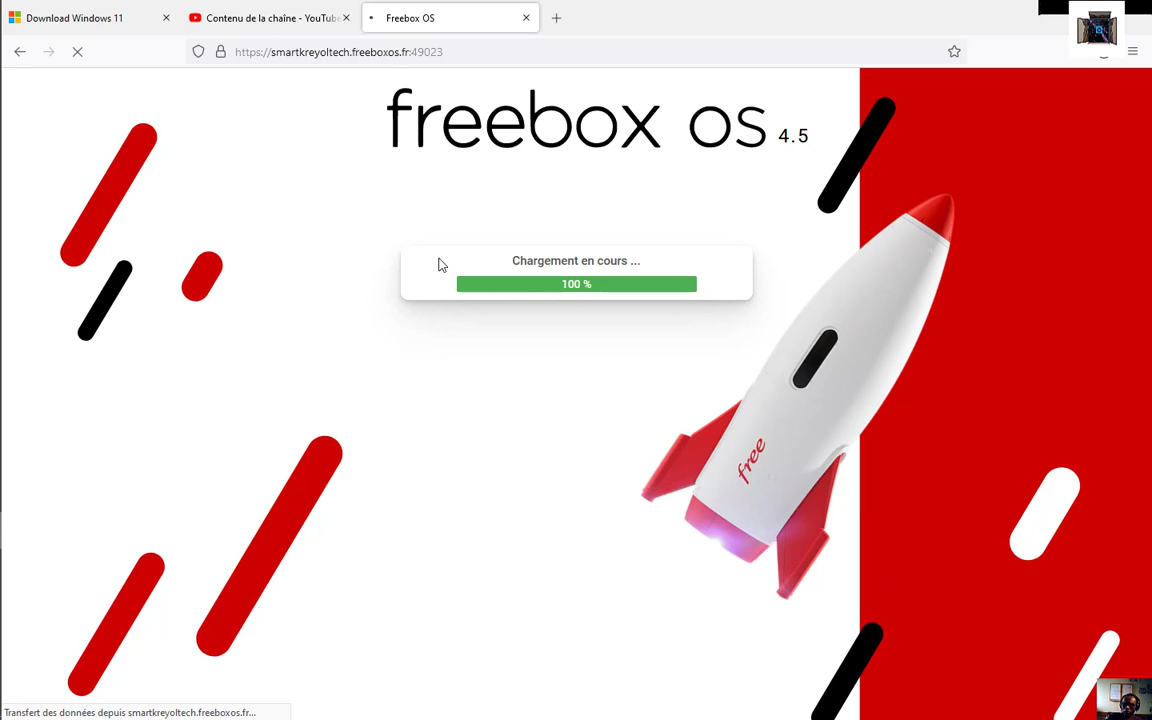 Download Windows 11
Contenu de la chaîne - YouTube
Freebox OS
https://smartkreyoltech.freeboxos.fr:49023
freebox os 4.5
Chargement en cours ...
100 %
free
Transfert des données depuis smartkreyoltech.freeboxos.fr...